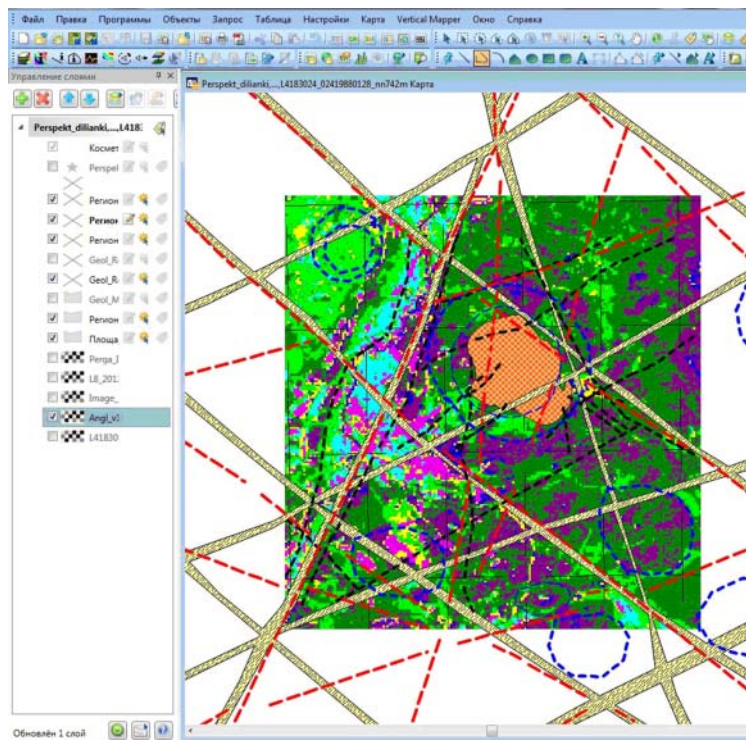 Файл Правка Программы Объекты Запрос Таблица Настройки Карта Vertical Mapper Окно Справка
Управление слоями
Perspekt_dilianki,...,L4183024_02419880128_nn742m Карта
Perspekt_dilianki,...,L418
Космет
Perspel
Регион
Регион
Регион
Geol_R
Geol_R
Geol_M
Регион
Площа
Perga_
L8_201
Image_
Angl_v
L41830
Обновлён 1 слой